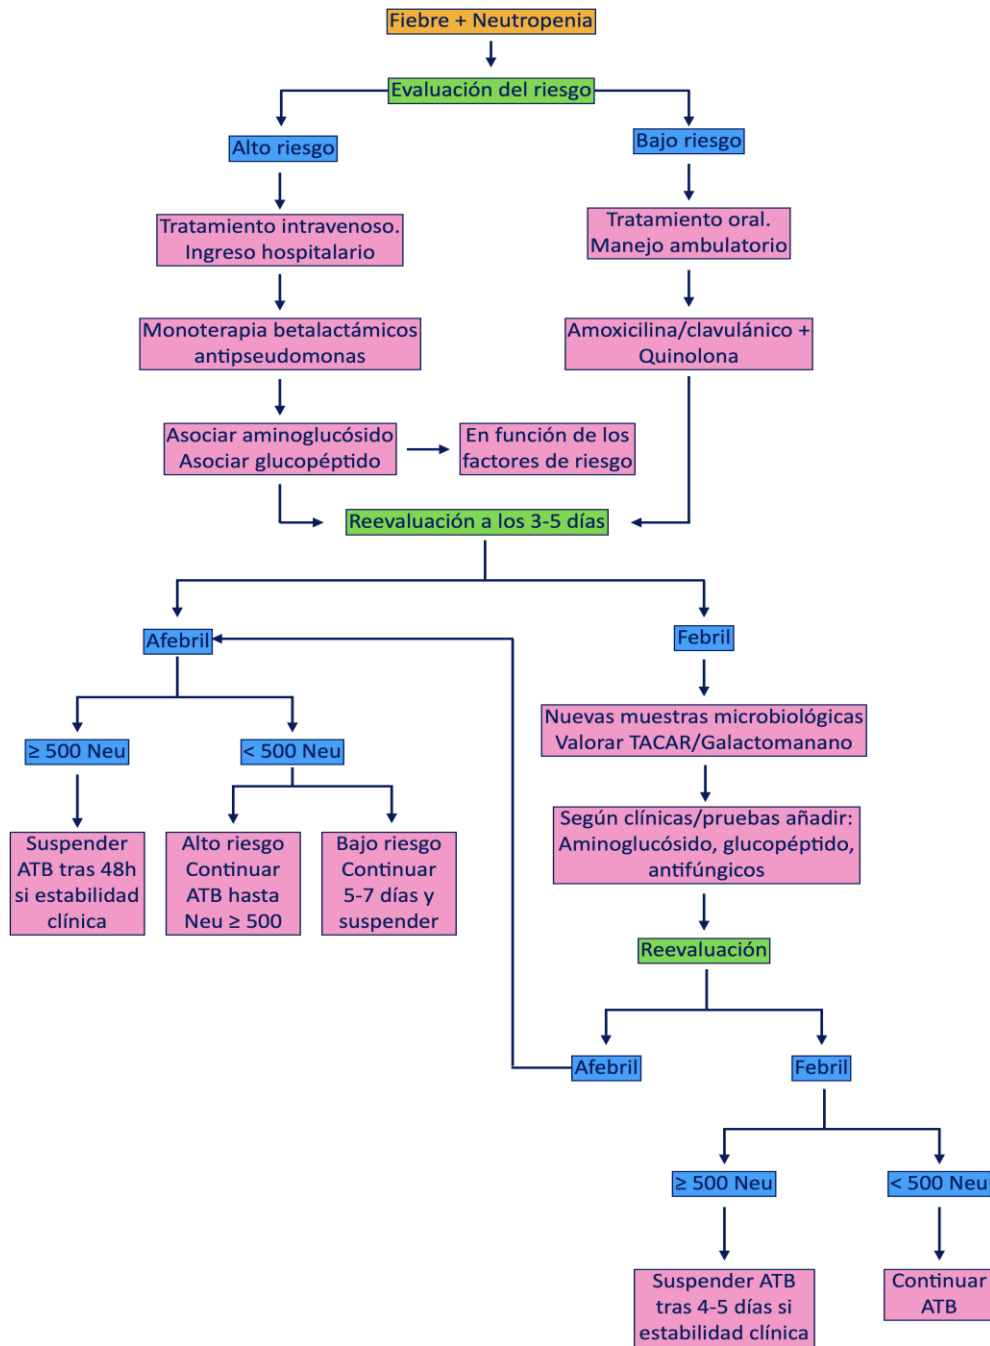 Fiebre + Neutropenia
Evaluación del riesgo
Alto riesgo
Bajo riesgo
Tratamiento intravenoso.
Ingreso hospitalario
Tratamiento oral.
Manejo ambulatorio
Monoterapia betalactámicos
antipseudomonas
Amoxicilina/clavulánico +
Quinolona
Asociar aminoglucósido
Asociar glucopéptido
En función de los
factores de riesgo
Reevaluación a los 3-5 días
Afebril
Febril
Nuevas muestras microbiológicas
Valorar TACAR/Galactomanano
≥ 500 Neu
< 500 Neu
Según clínicas/pruebas añadir:
Aminoglucósido, glucopéptido,
antifúngicos
Suspender
ATB tras 48h
si estabilidad
clínica
Alto riesgo
Continuar
ATB hasta
Neu ≥ 500
Bajo riesgo
Continuar
5-7 días y
suspender
Reevaluación
Afebril
Febril
≥ 500 Neu
< 500 Neu
Suspender ATB
tras 4-5 días si
estabilidad clínica
Continuar
ATB